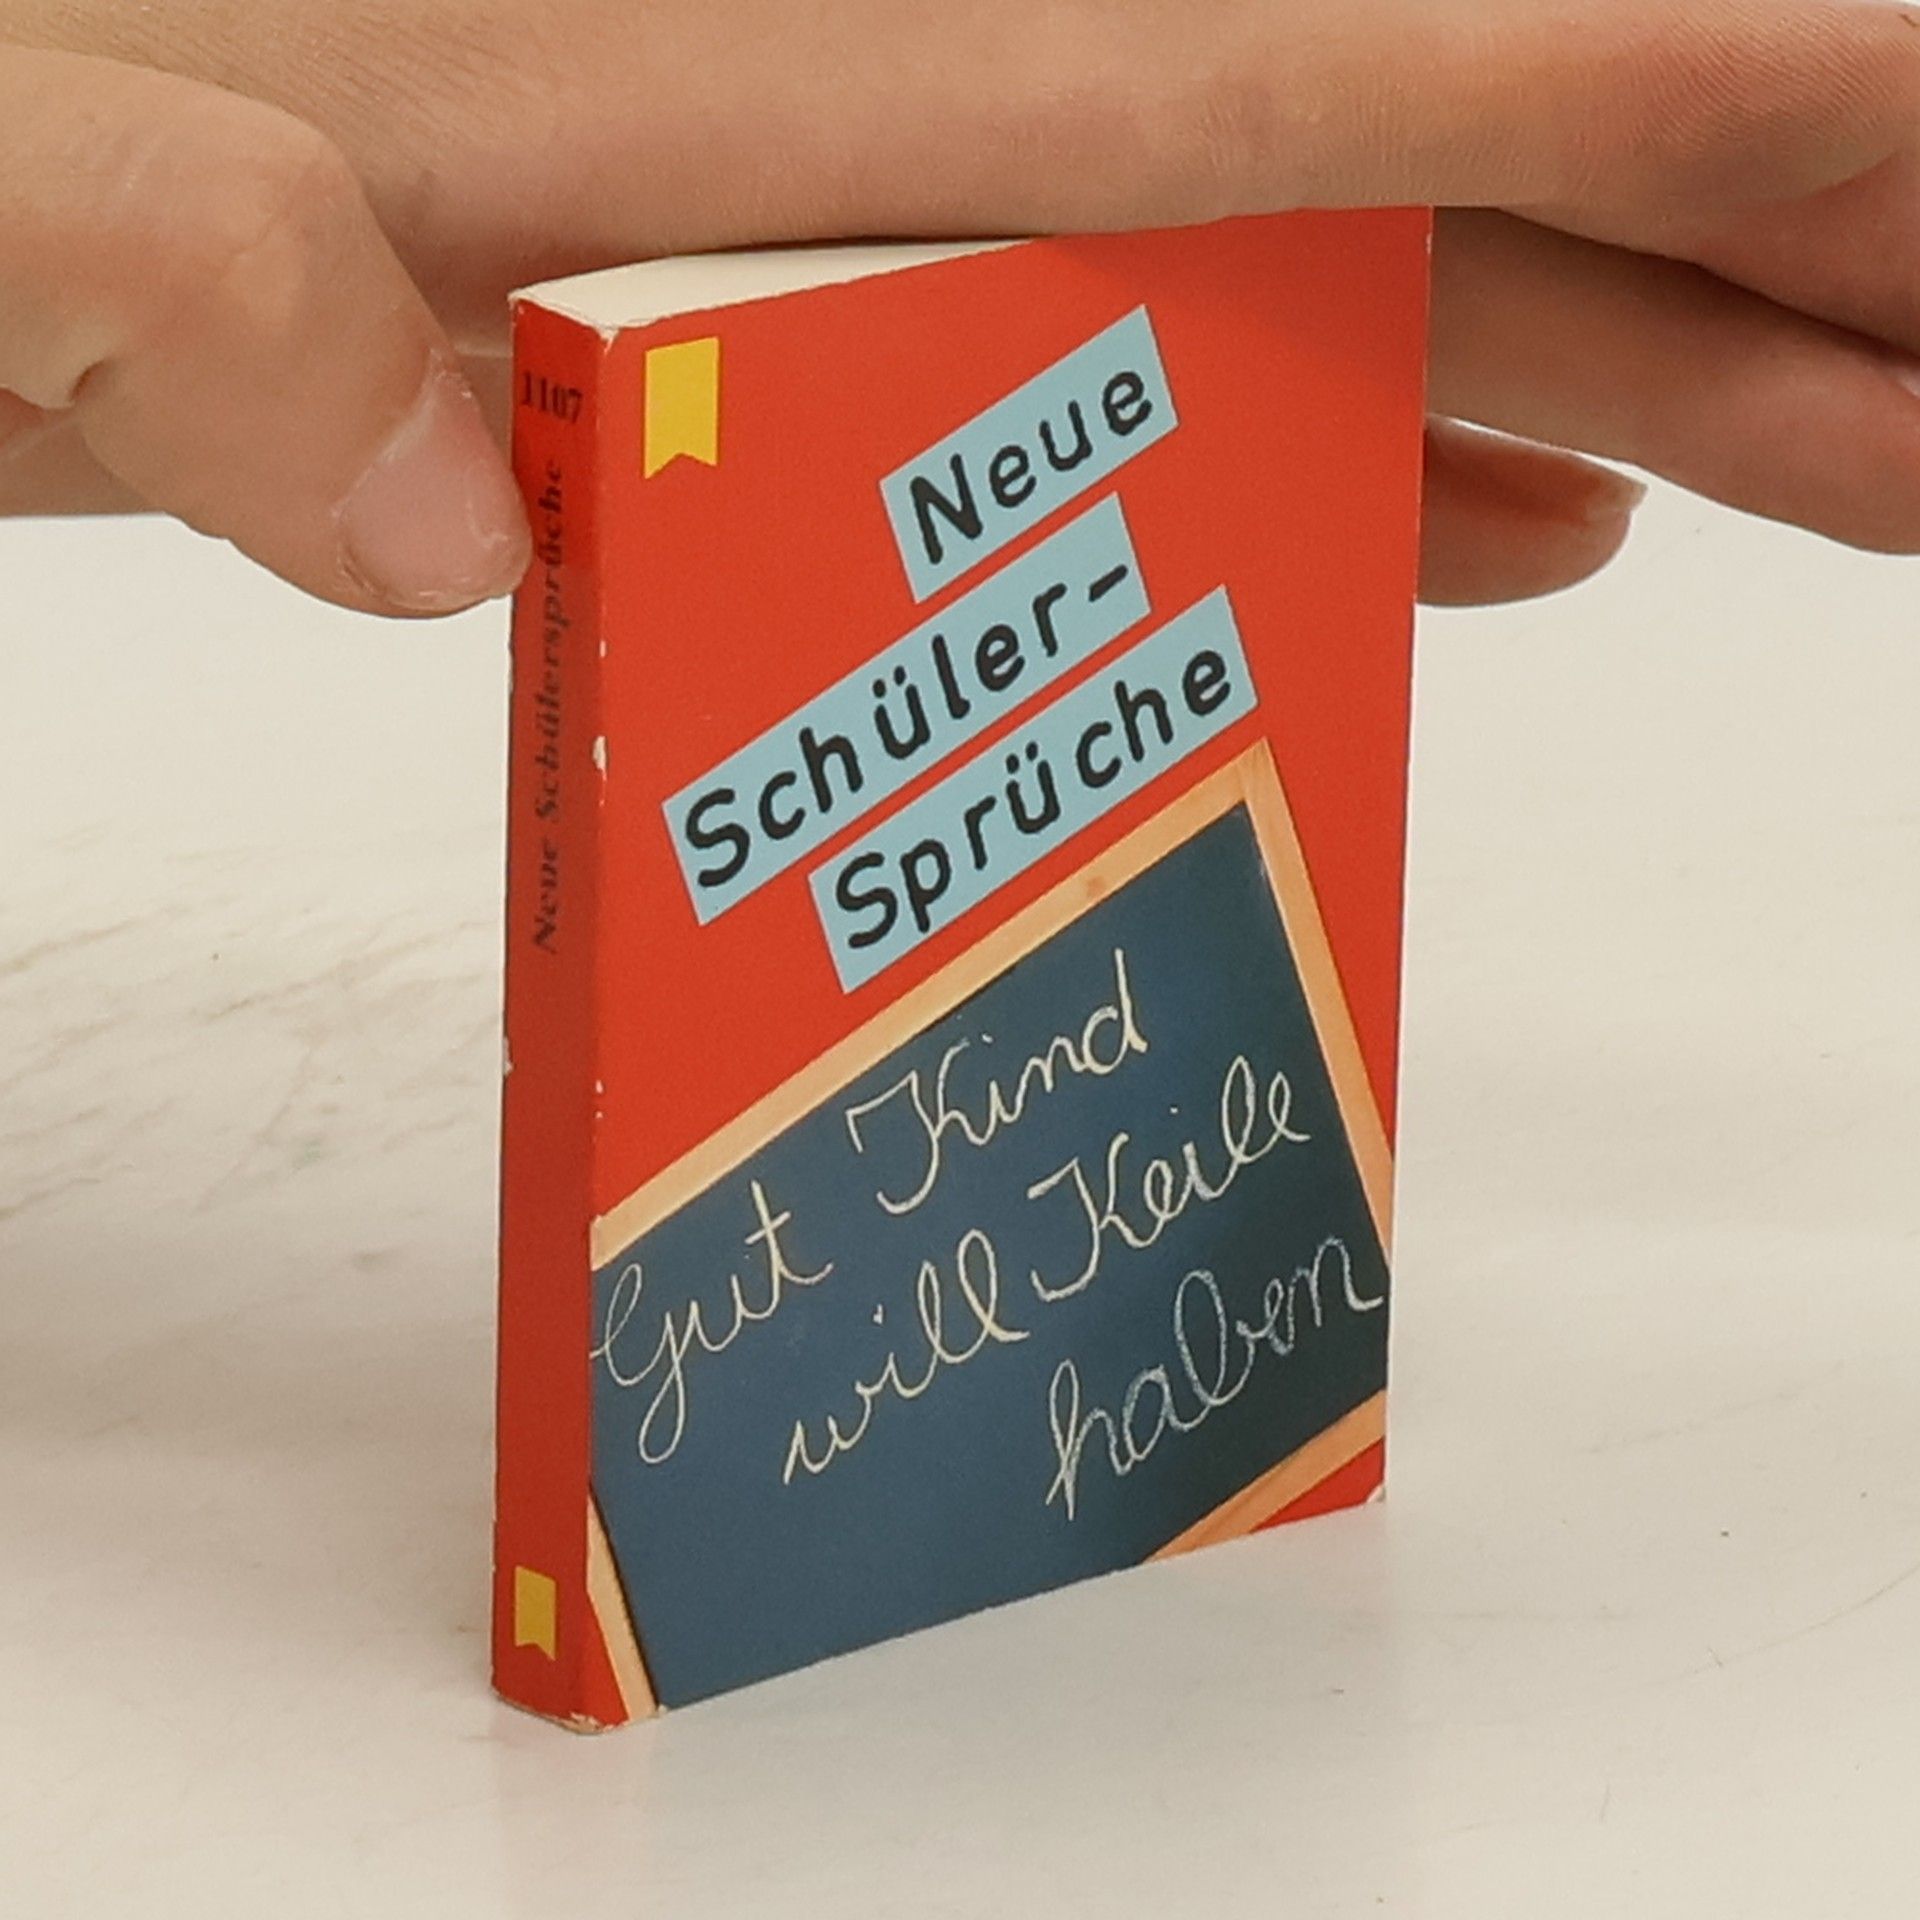 1107
Neue Schülersprüche
Neue
Schüler-
Sprüche
Gut Kind
will Keile
haben